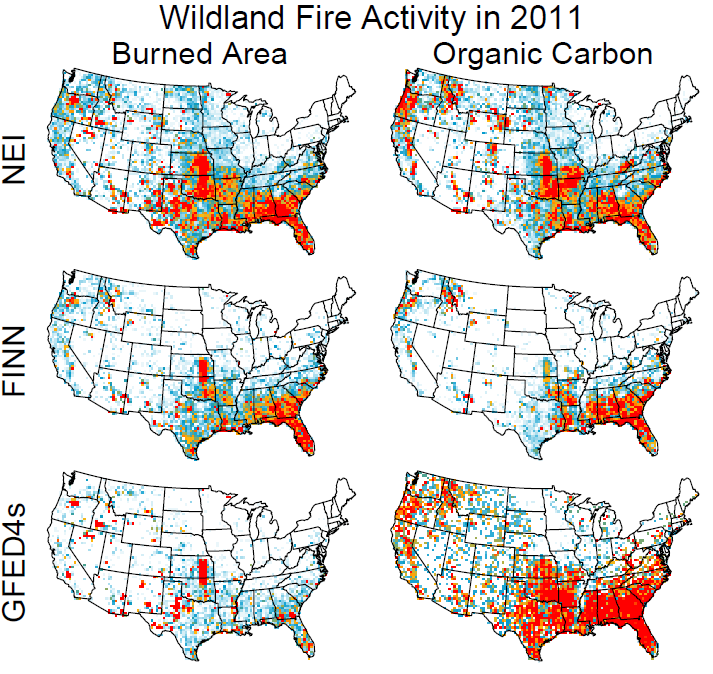 Wildland Fire Activity in 2011
Burned Area
Organic Carbon
NEI
FINN
GFED4s